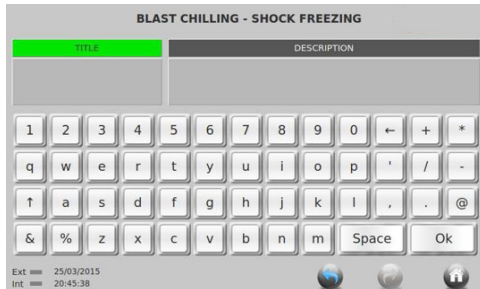 BLAST CHILLING - SHOCK FREEZING
TITLE DESCRIPTION
1 2 3 4 5 6 7 8 9 0 ← + *
q w e r t y u i o p ' / -
↑ a s d f g h j k l , . @
& % z x c v b n m Space Ok
Ext 25/03/2015
Int 20:45:38